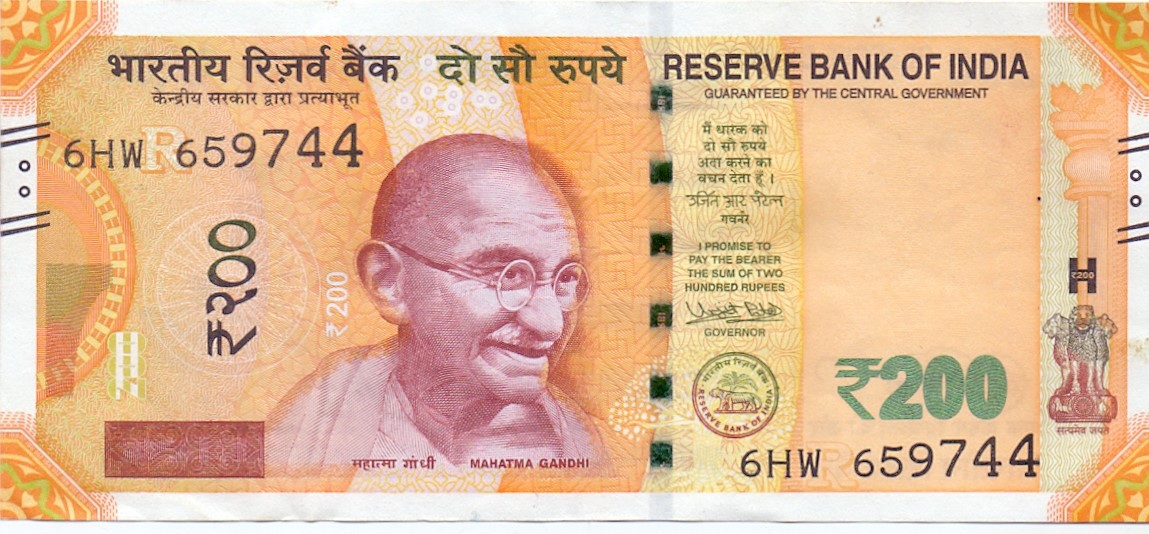 भारतीय रिज़र्व बैंक
केन्द्रीय सरकार द्वारा प्रत्याभूत
दो सौ रुपये
RESERVE BANK OF INDIA
GUARANTEED BY THE CENTRAL GOVERNMENT
6HW 659744
₹२००
₹200
मैं धारक को
दो सौ रुपये
अदा करने का
वचन देता हूँ ।
उर्जित आर पटेल
गवर्नर
I PROMISE TO
PAY THE BEARER
THE SUM OF TWO
HUNDRED RUPEES
GOVERNOR
भारतीय रिज़र्व बैंक
RESERVE BANK OF INDIA
₹200
₹200
सत्यमेव जयते
महात्मा गांधी
MAHATMA GANDHI
6HW 659744